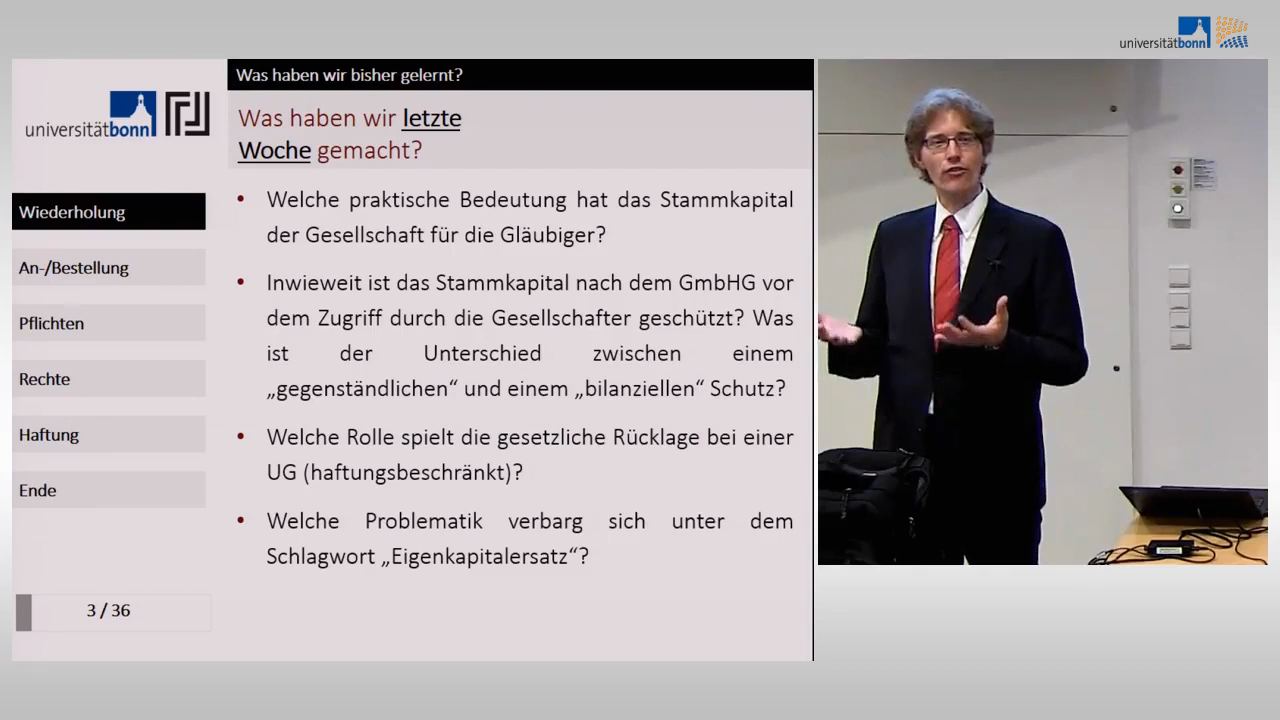 universitätbonn
Was haben wir bisher gelernt?
universitätbonn
Was haben wir letzte
Woche gemacht?
Wiederholung
An-/Bestellung
Pflichten
Rechte
Haftung
Ende
3 / 36
• Welche praktische Bedeutung hat das Stammkapital
der Gesellschaft für die Gläubiger?
• Inwieweit ist das Stammkapital nach dem GmbHG vor
dem Zugriff durch die Gesellschafter geschützt? Was
ist der Unterschied zwischen einem
„gegenständlichen“ und einem „bilanziellen“ Schutz?
• Welche Rolle spielt die gesetzliche Rücklage bei einer
UG (haftungsbeschränkt)?
• Welche Problematik verbarg sich unter dem
Schlagwort „Eigenkapitalersatz“?